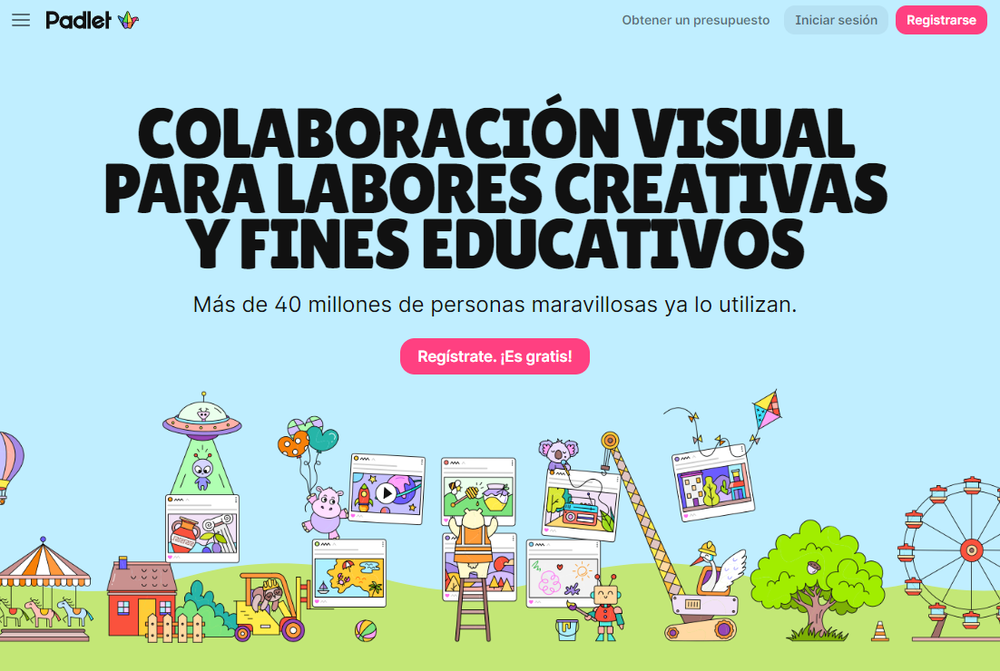 Padlet
Obtener un presupuesto
Iniciar sesión
Registrarse
COLABORACIÓN VISUAL
PARA LABORES CREATIVAS
Y FINES EDUCATIVOS
Más de 40 millones de personas maravillosas ya lo utilizan.
Regístrate. ¡Es gratis!